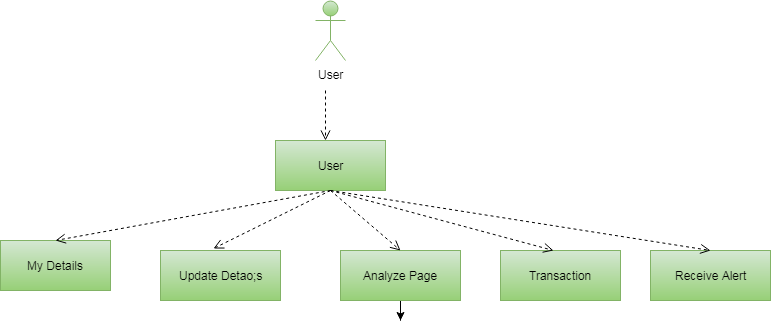 User
User
My Details
Update Detao;s
Analyze Page
Transaction
Receive Alert